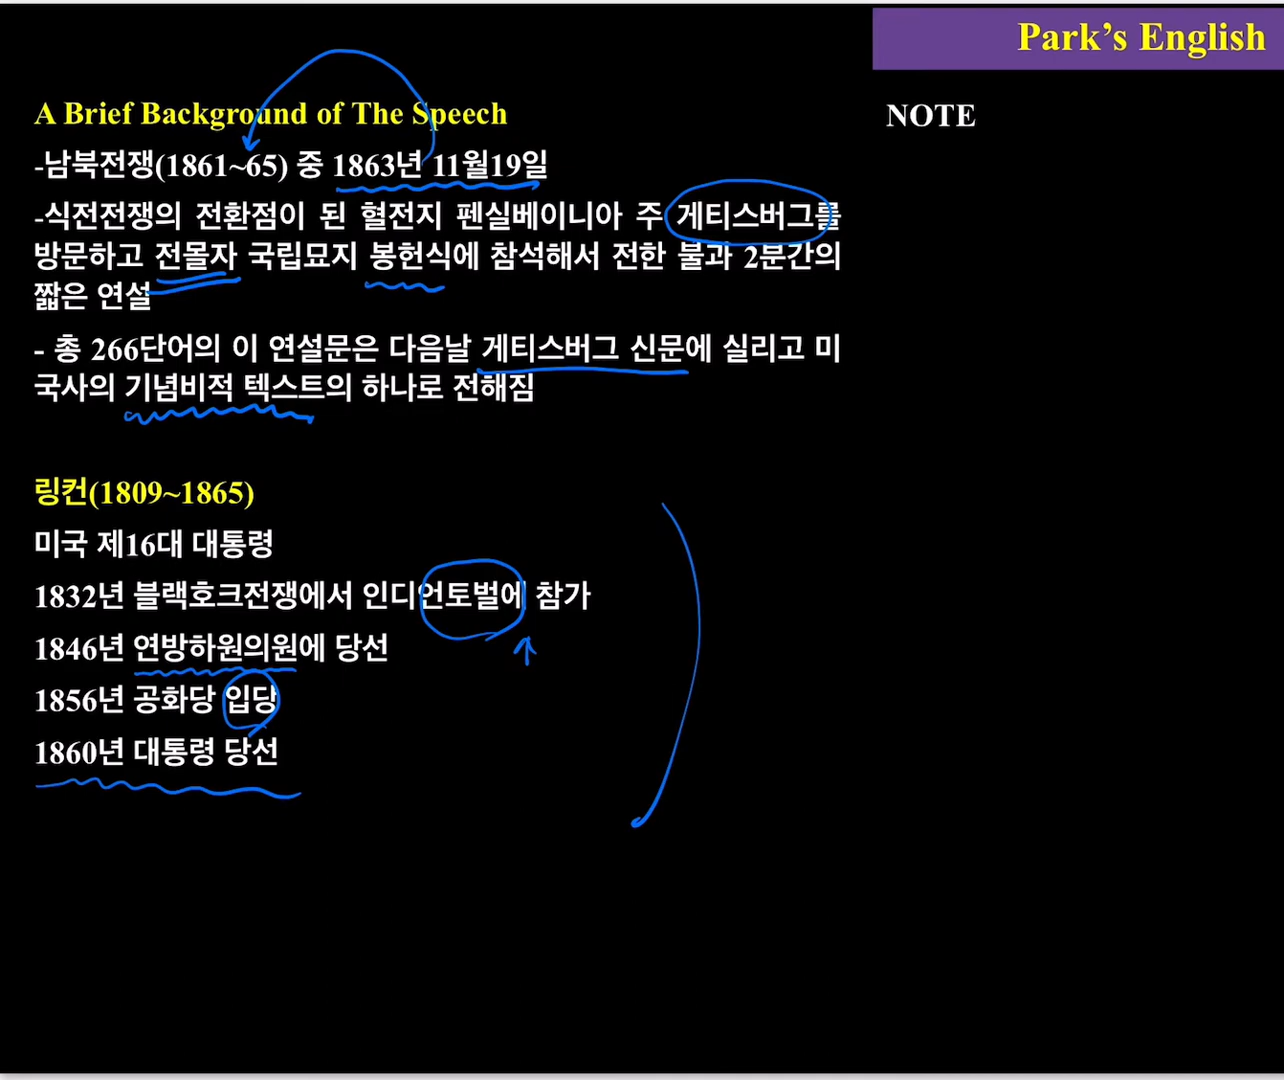 Park's English
A Brief Background of The Speech
NOTE
-남북전쟁(1861~65) 중 1863년 11월19일
-식전전쟁의 전환점이 된 혈전지 펜실베이니아 주 게티스버그를
방문하고 전몰자 국립묘지 봉헌식에 참석해서 전한 불과 2분간의
짧은 연설
- 총 266단어의 이 연설문은 다음날 게티스버그 신문에 실리고 미
국사의 기념비적 텍스트의 하나로 전해짐
링컨(1809~1865)
미국 제16대 대통령
1832년 블랙호크전쟁에서 인디언토벌에 참가
1846년 연방하원의원에 당선
1856년 공화당 입당
1860년 대통령 당선